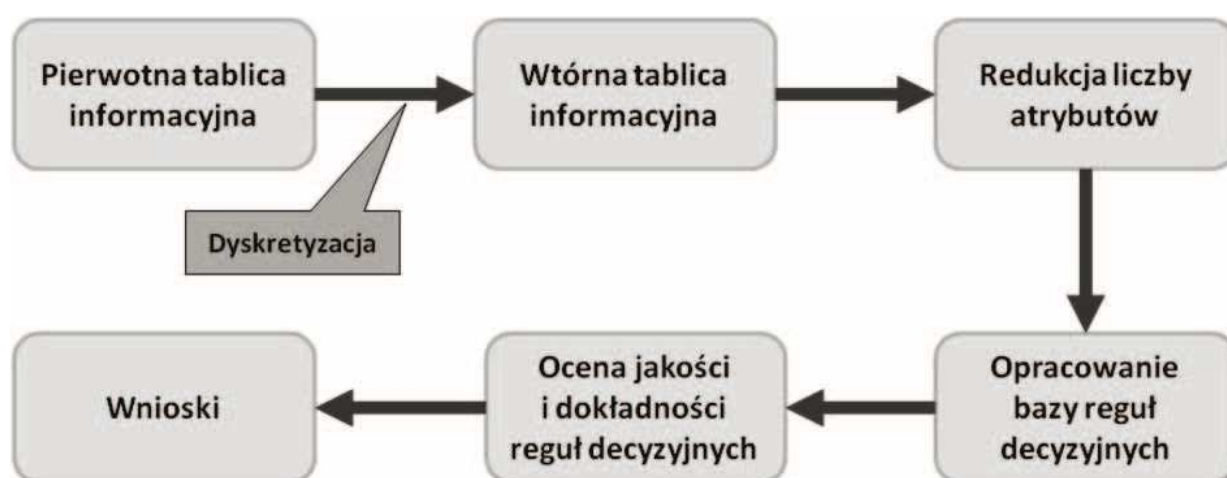 Pierwotna tablica
informacyjna
Wtórna tablica
informacyjna
Redukcja liczby
atrybutów
Dyskretyzacja
Opracowanie
bazy reguł
decyzyjnych
Ocena jakości
i dokładności
reguł decyzyjnych
Wnioski